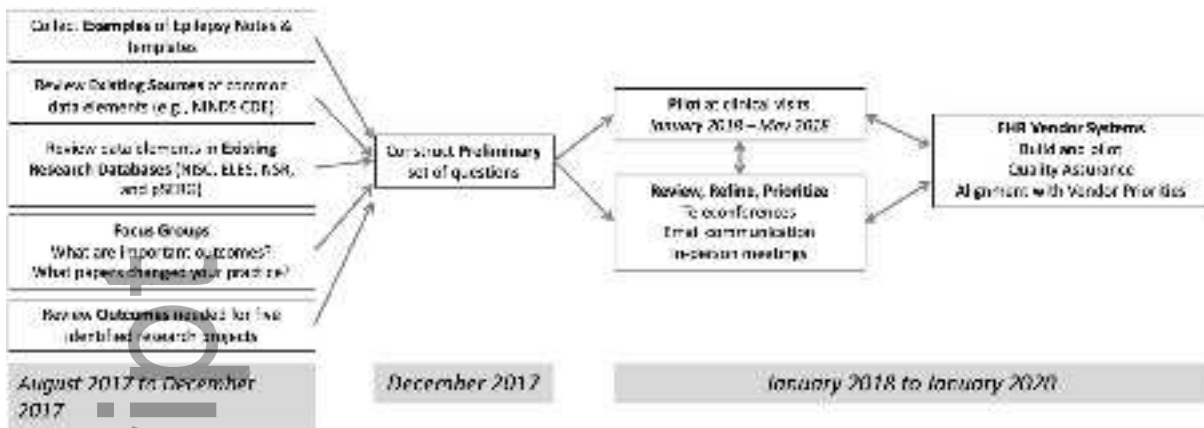 Collect Examples of Epilepsy Notes &
Templates
Review Existing Sources of common
data elements (e.g., NINDS CDE)
Review data elements in Existing
Research Databases (NISC, ELES, NSR,
and pSERG)
Focus Groups
What are important outcomes?
What papers changed your practice?
Review Outcomes needed for five
identified research projects
August 2017 to December
2017
Construct Preliminary
set of questions
December 2017
Pilot at clinical visits
January 2018 – May 2018
Review, Refine, Prioritize
Teleconferences
Email communication
In-person meetings
EHR Vendor Systems
Build and pilot
Quality Assurance
Alignment with Vendor Priorities
January 2018 to January 2020